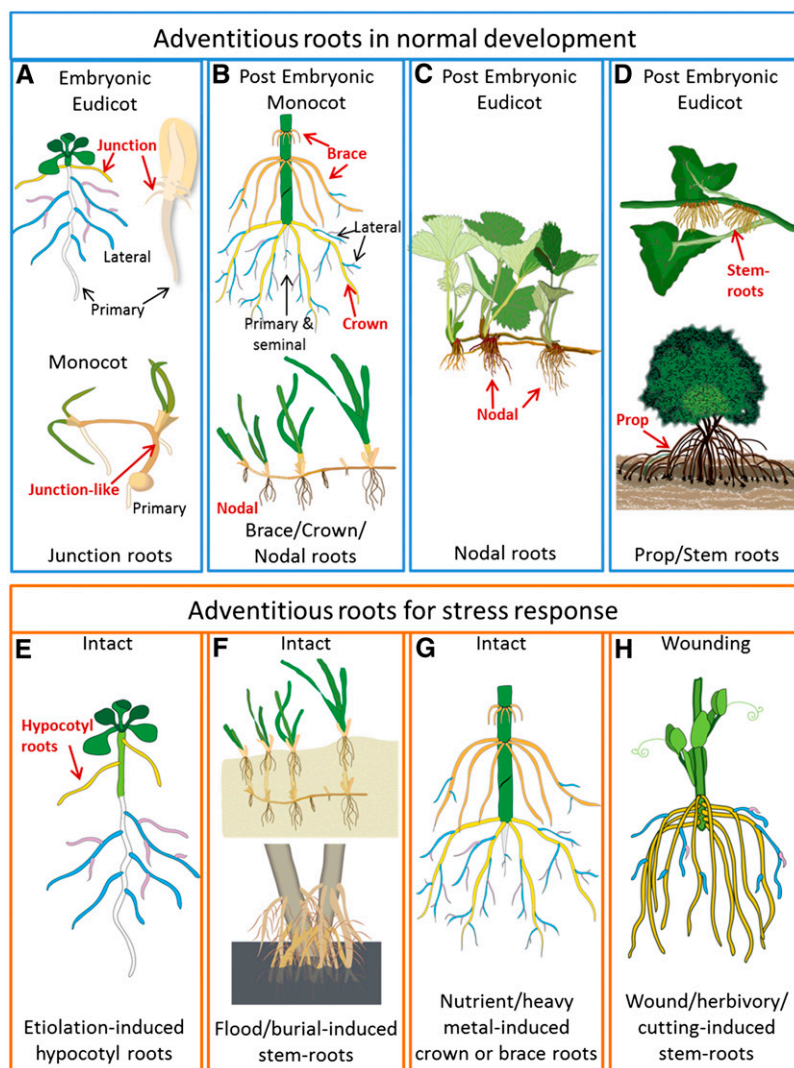 Adventitious roots in normal development
A
Embryonic
Eudicot
Junction
Lateral
Primary
Monocot
Junction-like
Primary
Junction roots
B
Post Embryonic
Monocot
Brace
Lateral
Primary &
seminal
Crown
Nodal
Brace/Crown/
Nodal roots
C
Post Embryonic
Eudicot
Nodal
Nodal roots
D
Post Embryonic
Eudicot
Stem-
roots
Prop
Prop/Stem roots
Adventitious roots for stress response
E
Intact
Hypocotyl
roots
Etiolation-induced
hypocotyl roots
F
Intact
Flood/burial-induced
stem-roots
G
Intact
Nutrient/heavy
metal-induced
crown or brace roots
H
Wounding
Wound/herbivory/
cutting-induced
stem-roots